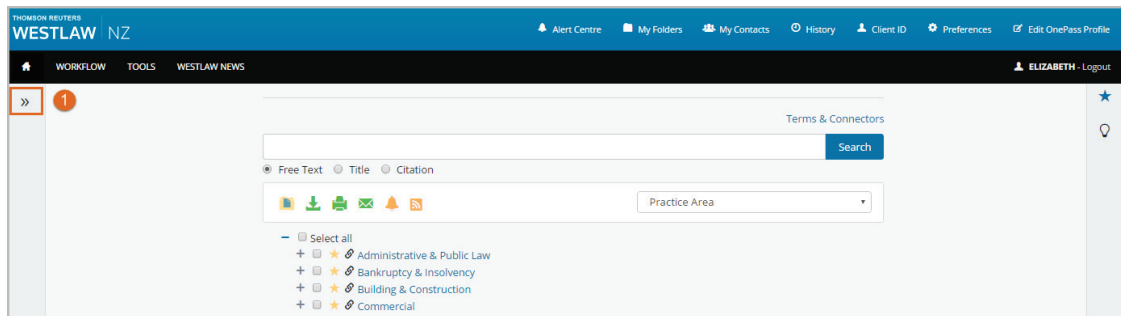 THOMSON REUTERS
WESTLAW NZ
Alert Centre My Folders My Contacts History Client ID Preferences Edit OnePass Profile
WORKFLOW TOOLS WESTLAW NEWS ELIZABETH - Logout
» 1
Terms & Connectors
Search
Free Text Title Citation
Practice Area
Select all
Administrative & Public Law
Bankruptcy & Insolvency
Building & Construction
Commercial